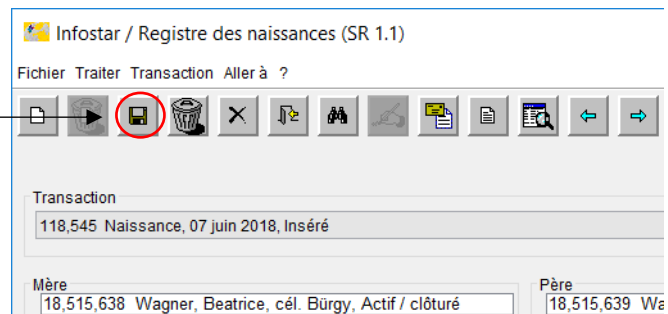 Infostar / Registre des naissances (SR 1.1)
Fichier Traiter Transaction Aller à ?
Transaction
118,545 Naissance, 07 juin 2018, Inséré
Mère Père
18,515,638 Wagner, Beatrice, cél. Bürgy, Actif / clôturé 18,515,639